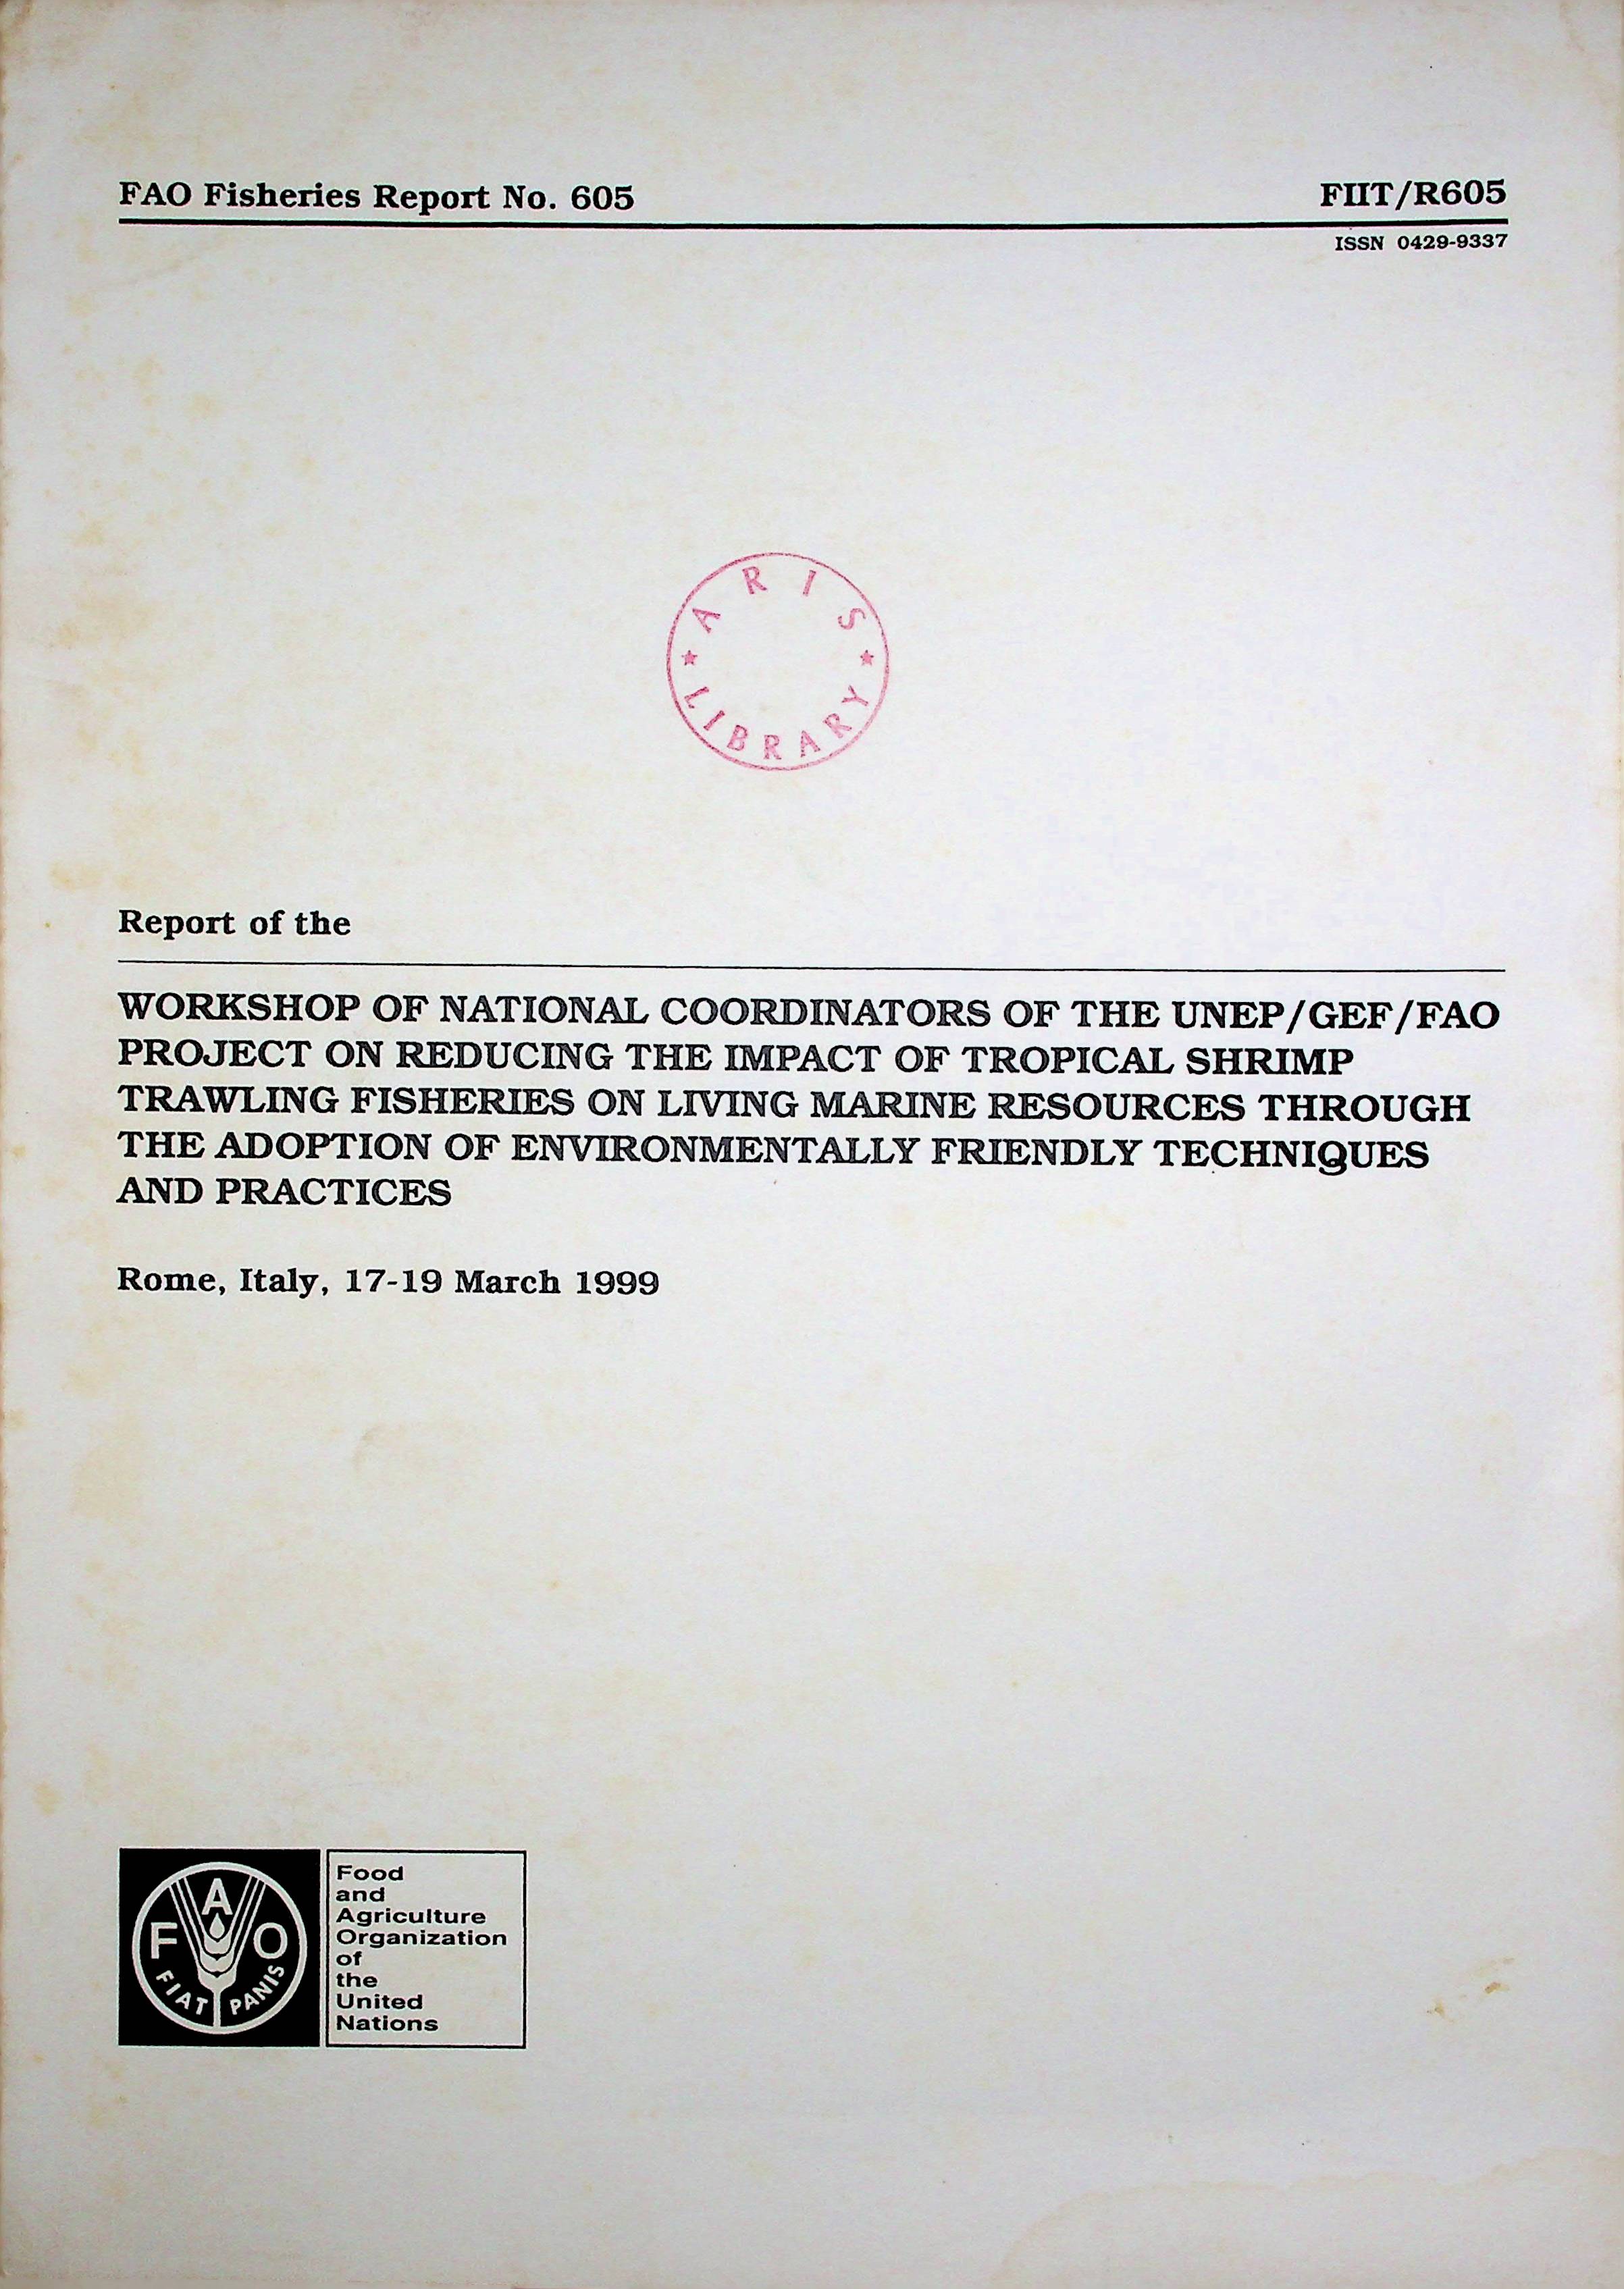 FAO Fisheries Report No. 605
FIIT/R605
ISSN 0429-9337
ARIS
LIBRARY
Report of the
WORKSHOP OF NATIONAL COORDINATORS OF THE UNEP/GEF/FAO
PROJECT ON REDUCING THE IMPACT OF TROPICAL SHRIMP
TRAWLING FISHERIES ON LIVING MARINE RESOURCES THROUGH
THE ADOPTION OF ENVIRONMENTALLY FRIENDLY TECHNIQUES
AND PRACTICES
Rome, Italy, 17-19 March 1999
FAO
FIAT PANIS
Food
and
Agriculture
Organization
of
the
United
Nations